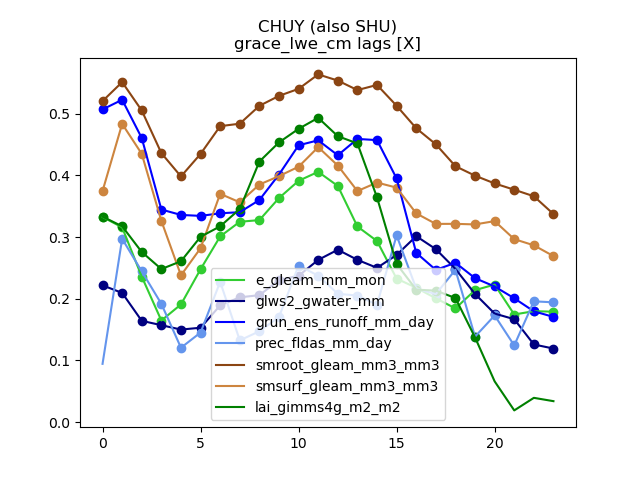 CHUY (also SHU)
grace_lwe_cm lags [X]
0.5
0.4
0.3
0.2
0.1
0.0
e_gleam_mm_mon
glws2_gwater_mm
grun_ens_runoff_mm_day
prec_fldas_mm_day
smroot_gleam_mm3_mm3
smsurf_gleam_mm3_mm3
lai_gimms4g_m2_m2
0 5 10 15 20